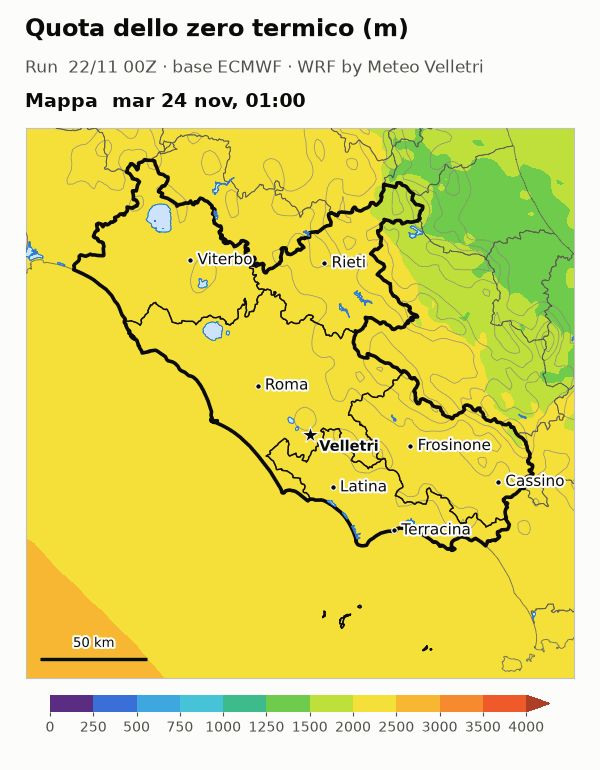 Quota dello zero termico (m)
Run  22/11 00Z · base ECMWF · WRF by Meteo Velletri
Mappa  mar 24 nov, 01:00
Viterbo
Rieti
Roma
Velletri
Frosinone
Cassino
Latina
Terracina
50 km
0 250 500 750 1000 1250 1500 2000 2500 3000 3500 4000